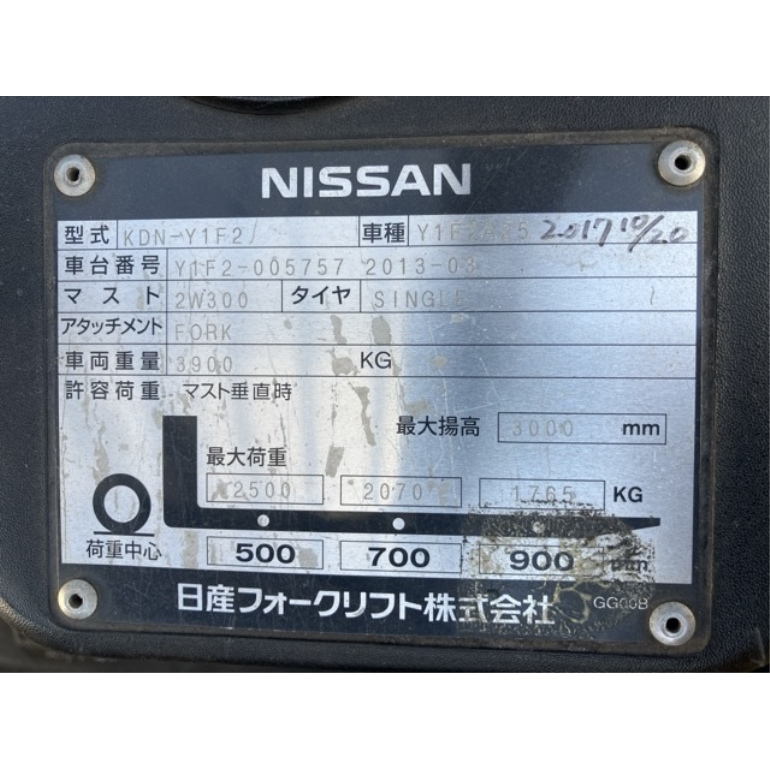 NISSAN
型式 KDN-Y1F2 車種 2017 10/20
車台番号 Y1F2-005757 2013-03
マスト 2W300 タイヤ SINGLE
アタッチメント FORK
車両重量 3900 KG
許容荷重 マスト垂直時
最大揚高 3000 mm
最大荷重
2500 2070 1765 KG
荷重中心 500 700 900 mm
日産フォークリフト株式会社